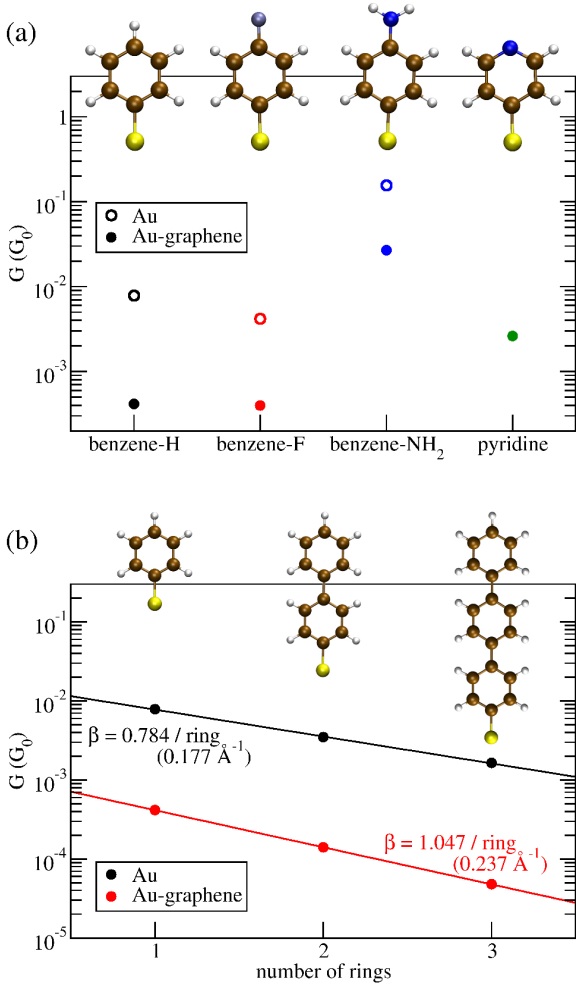 (a)
1
10⁻¹
10⁻²
10⁻³
G (G₀)
Au
Au-graphene
benzene-H
benzene-F
benzene-NH₂
pyridine
(b)
10⁻¹
10⁻²
10⁻³
10⁻⁴
10⁻⁵
G (G₀)
β = 0.784 / ring
(0.177 Å⁻¹)
β = 1.047 / ring
(0.237 Å⁻¹)
Au
Au-graphene
1
2
3
number of rings